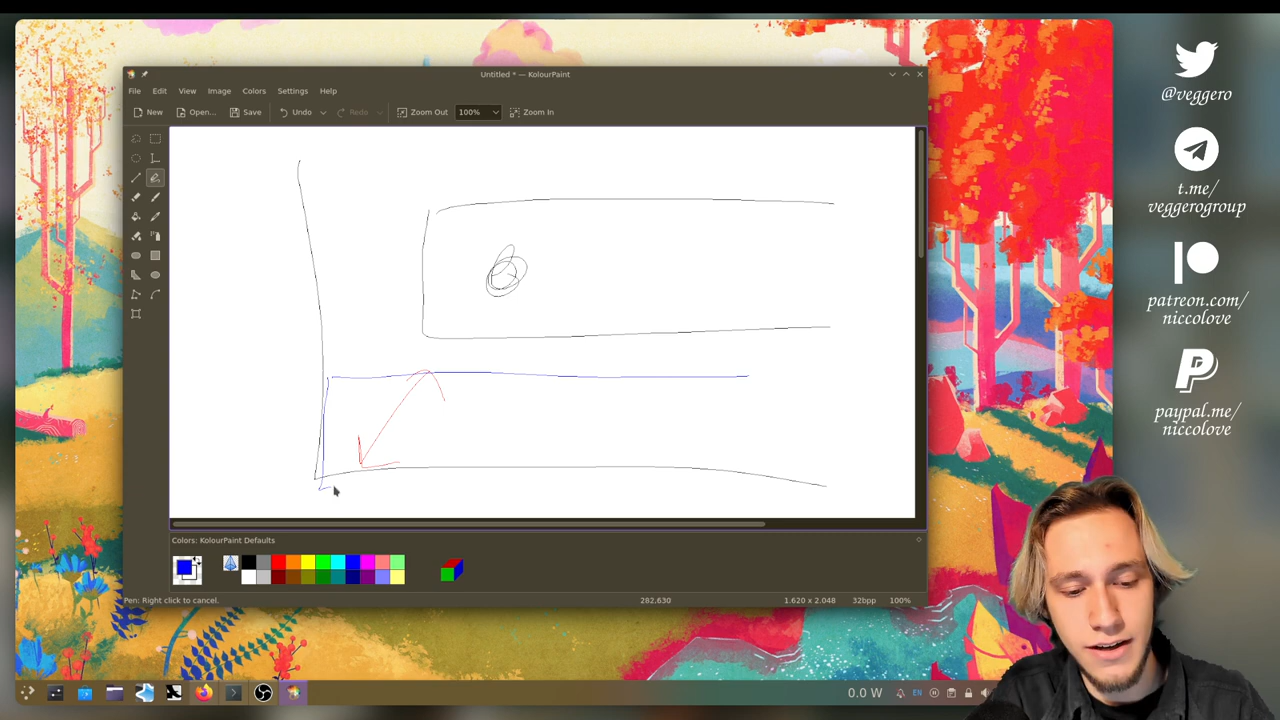 Untitled * — KolourPaint
File Edit View Image Colors Settings Help
New Open... Save Undo Redo Zoom Out 100% Zoom In
Colors: KolourPaint Defaults
Pen: Right click to cancel. 282,630 1.620 x 2.048 32bpp 100%
0.0 W EN
@veggero
t.me/
veggerogroup
patreon.com/
niccolove
paypal.me/
niccolove